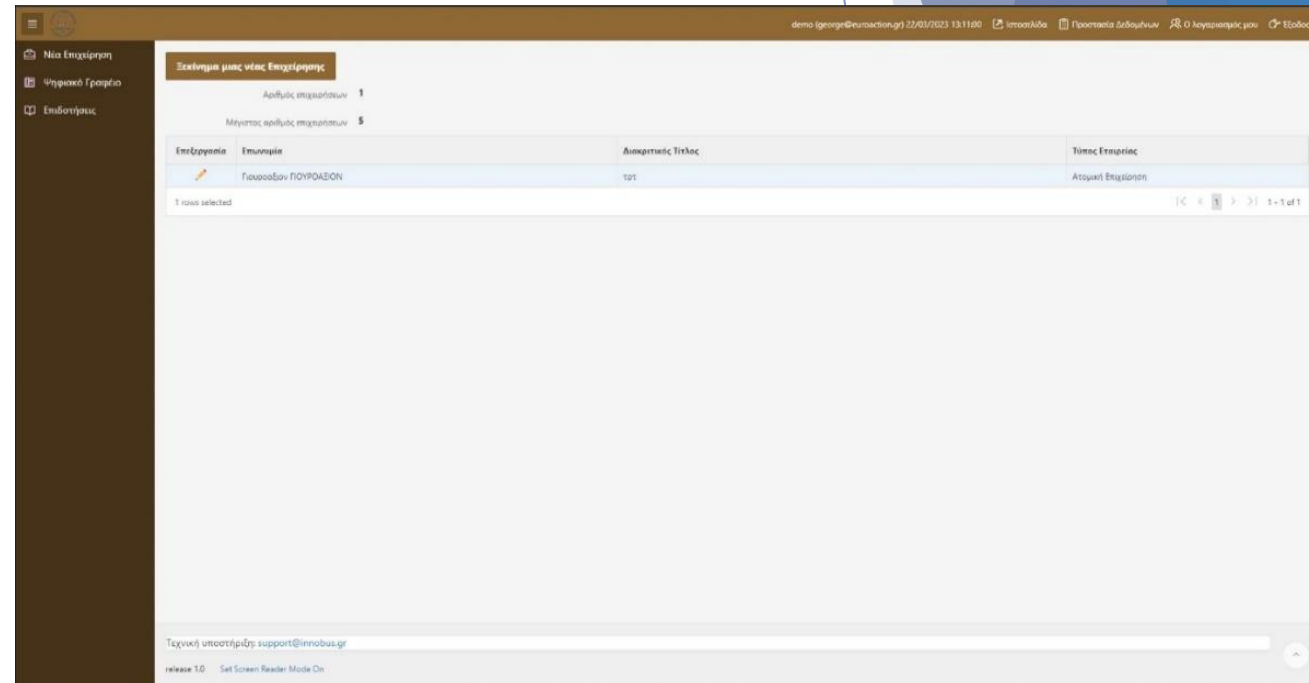 demo (george@euroaction.gr) 22/03/2023 13:11:00 Ιστοσελίδα Προστασία Δεδομένων Ο λογαριασμός μου Έξοδος
Νέα Επιχείρηση
Ψηφιακό Γραφείο
Επιδοτήσεις
Ξεκίνημα μιας νέας Επιχείρησης
Αριθμός επιχειρήσεων 1
Μέγιστος αριθμός επιχειρήσεων 5
Επεξεργασία Επωνυμία Διακριτικός Τίτλος Τύπος Εταιρείας
ΓΙΟΥΡΟΑΞΙΟΝ τρτ Ατομική Επιχείρηση
1 rows selected 1 1 - 1 of 1
Τεχνική υποστήριξη: support@innobus.gr
release 1.0 Set Screen Reader Mode On